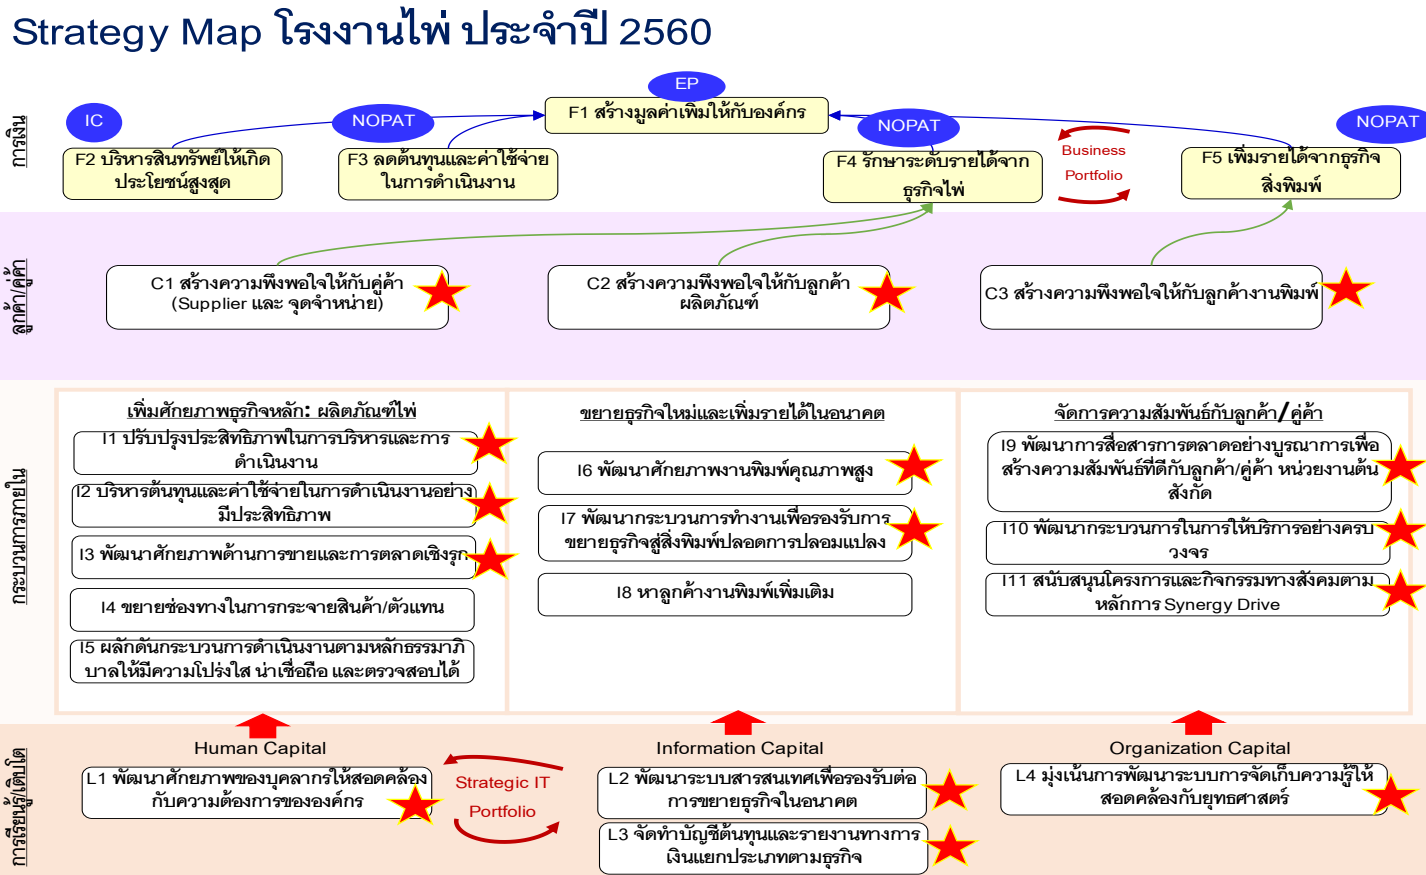 Strategy Map โรงงานไพ่ ประจำปี 2560
การเงิน
EP
IC
NOPAT
NOPAT
NOPAT
F1 สร้างมูลค่าเพิ่มให้กับองค์กร
F2 บริหารสินทรัพย์ให้เกิด
ประโยชน์สูงสุด
F3 ลดต้นทุนและค่าใช้จ่าย
ในการดำเนินงาน
F4 รักษาระดับรายได้จาก
ธุรกิจไพ่
Business
Portfolio
F5 เพิ่มรายได้จากธุรกิจ
สิ่งพิมพ์
ลูกค้า/คู่ค้า
C1 สร้างความพึงพอใจให้กับคู่ค้า
(Supplier และ จุดจำหน่าย)
C2 สร้างความพึงพอใจให้กับลูกค้า
ผลิตภัณฑ์
C3 สร้างความพึงพอใจให้กับลูกค้างานพิมพ์
กระบวนการภายใน
เพิ่มศักยภาพธุรกิจหลัก: ผลิตภัณฑ์ไพ่
I1 ปรับปรุงประสิทธิภาพในการบริหารและการ
ดำเนินงาน
I2 บริหารต้นทุนและค่าใช้จ่ายในการดำเนินงานอย่าง
มีประสิทธิภาพ
I3 พัฒนาศักยภาพด้านการขายและการตลาดเชิงรุก
I4 ขยายช่องทางในการกระจายสินค้า/ตัวแทน
I5 ผลักดันกระบวนการดำเนินงานตามหลักธรรมาภิ
บาลให้มีความโปร่งใส น่าเชื่อถือ และตรวจสอบได้
ขยายธุรกิจใหม่และเพิ่มรายได้ในอนาคต
I6 พัฒนาศักยภาพงานพิมพ์คุณภาพสูง
I7 พัฒนากระบวนการทำงานเพื่อรองรับการ
ขยายธุรกิจสู่สิ่งพิมพ์ปลอดการปลอมแปลง
I8 หาลูกค้างานพิมพ์เพิ่มเติม
จัดการความสัมพันธ์กับลูกค้า/คู่ค้า
I9 พัฒนาการสื่อสารการตลาดอย่างบูรณาการเพื่อ
สร้างความสัมพันธ์ที่ดีกับลูกค้า/คู่ค้า หน่วยงานต้น
สังกัด
I10 พัฒนากระบวนการในการให้บริการอย่างครบ
วงจร
I11 สนับสนุนโครงการและกิจกรรมทางสังคมตาม
หลักการ Synergy Drive
การเรียนรู้/เติบโต
Human Capital
L1 พัฒนาศักยภาพของบุคลากรให้สอดคล้อง
กับความต้องการขององค์กร
Strategic IT
Portfolio
Information Capital
L2 พัฒนาระบบสารสนเทศเพื่อรองรับต่อ
การขยายธุรกิจในอนาคต
L3 จัดทำบัญชีต้นทุนและรายงานทางการ
เงินแยกประเภทตามธุรกิจ
Organization Capital
L4 มุ่งเน้นการพัฒนาระบบการจัดเก็บความรู้ให้
สอดคล้องกับยุทธศาสตร์